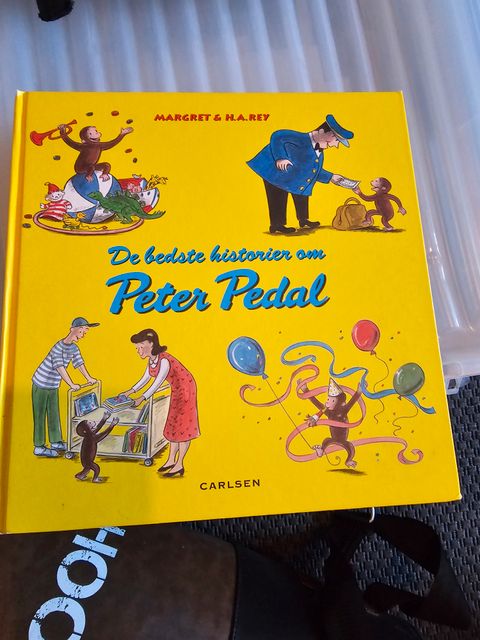 MARGRET & H.A.REY
De bedste historier om
Peter Pedal
CARLSEN